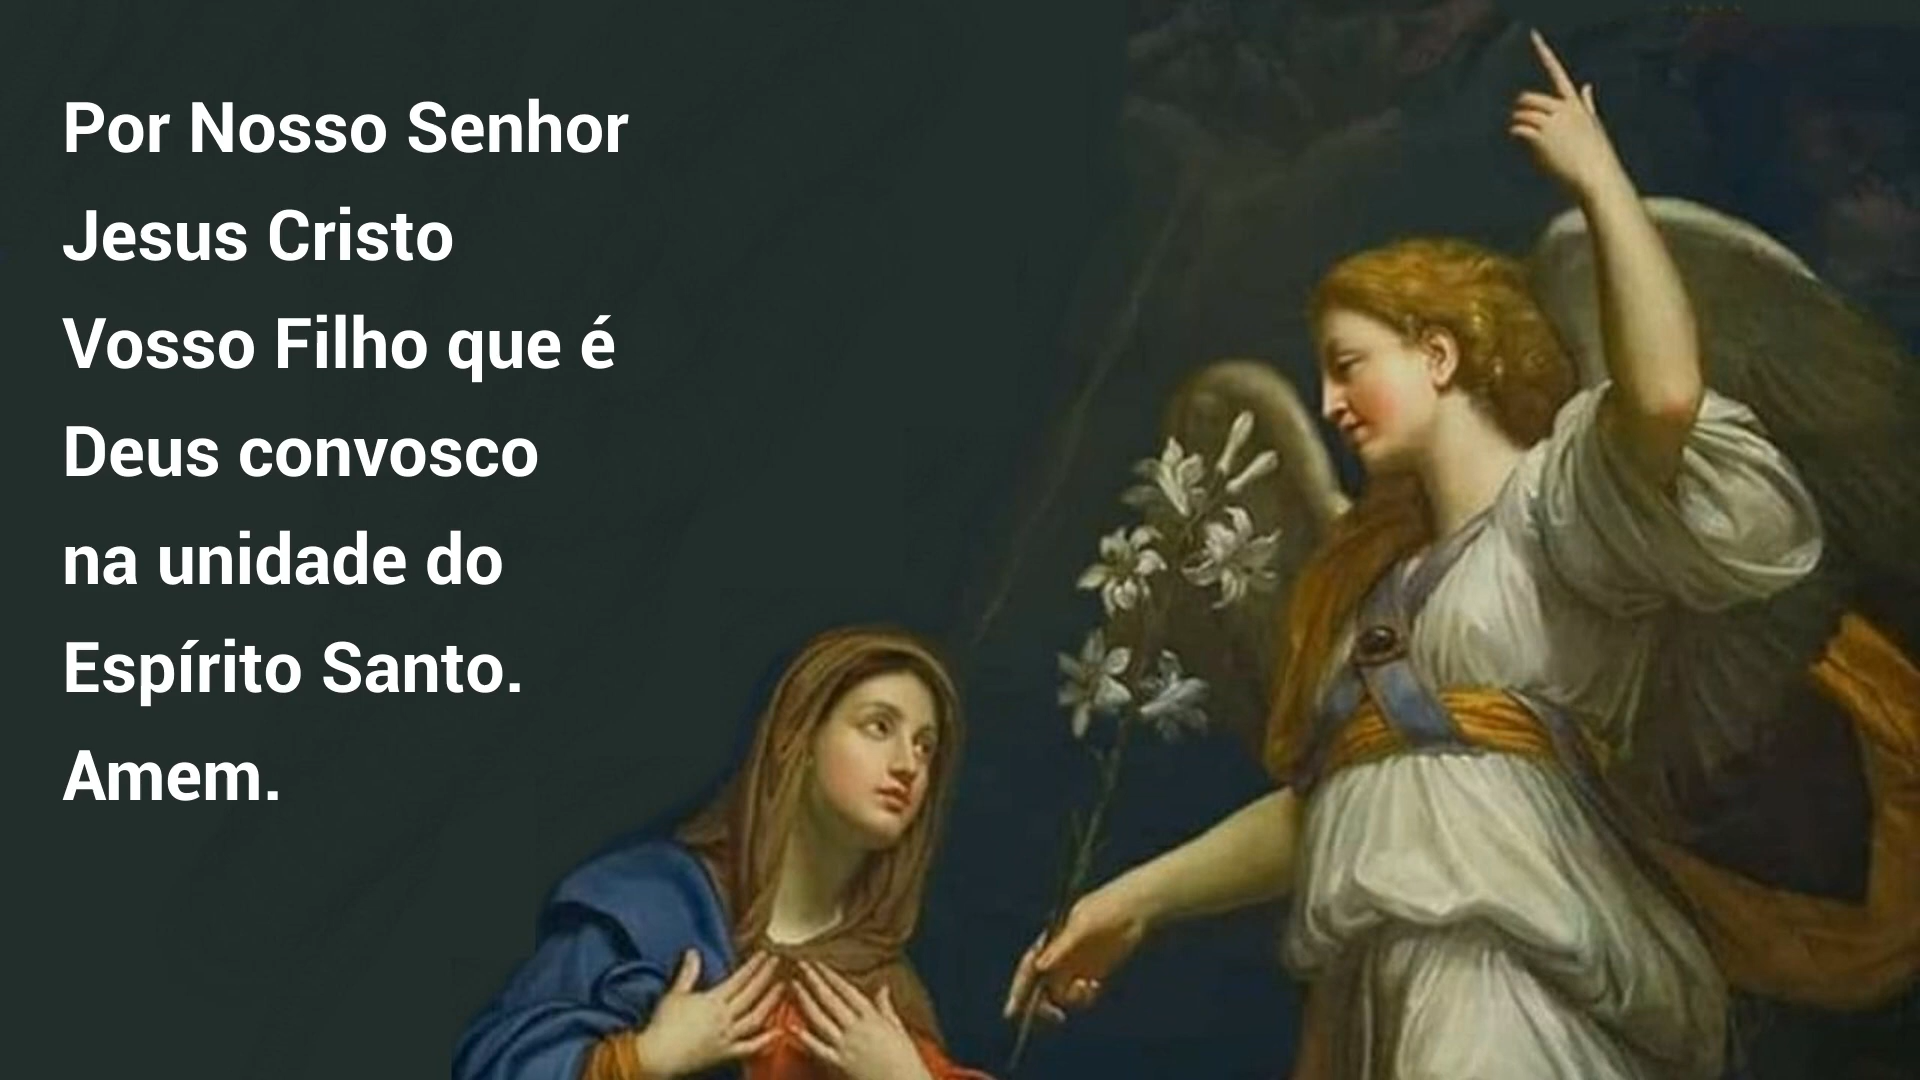 Por Nosso Senhor
Jesus Cristo
Vosso Filho que é
Deus convosco
na unidade do
Espírito Santo.
Amem.